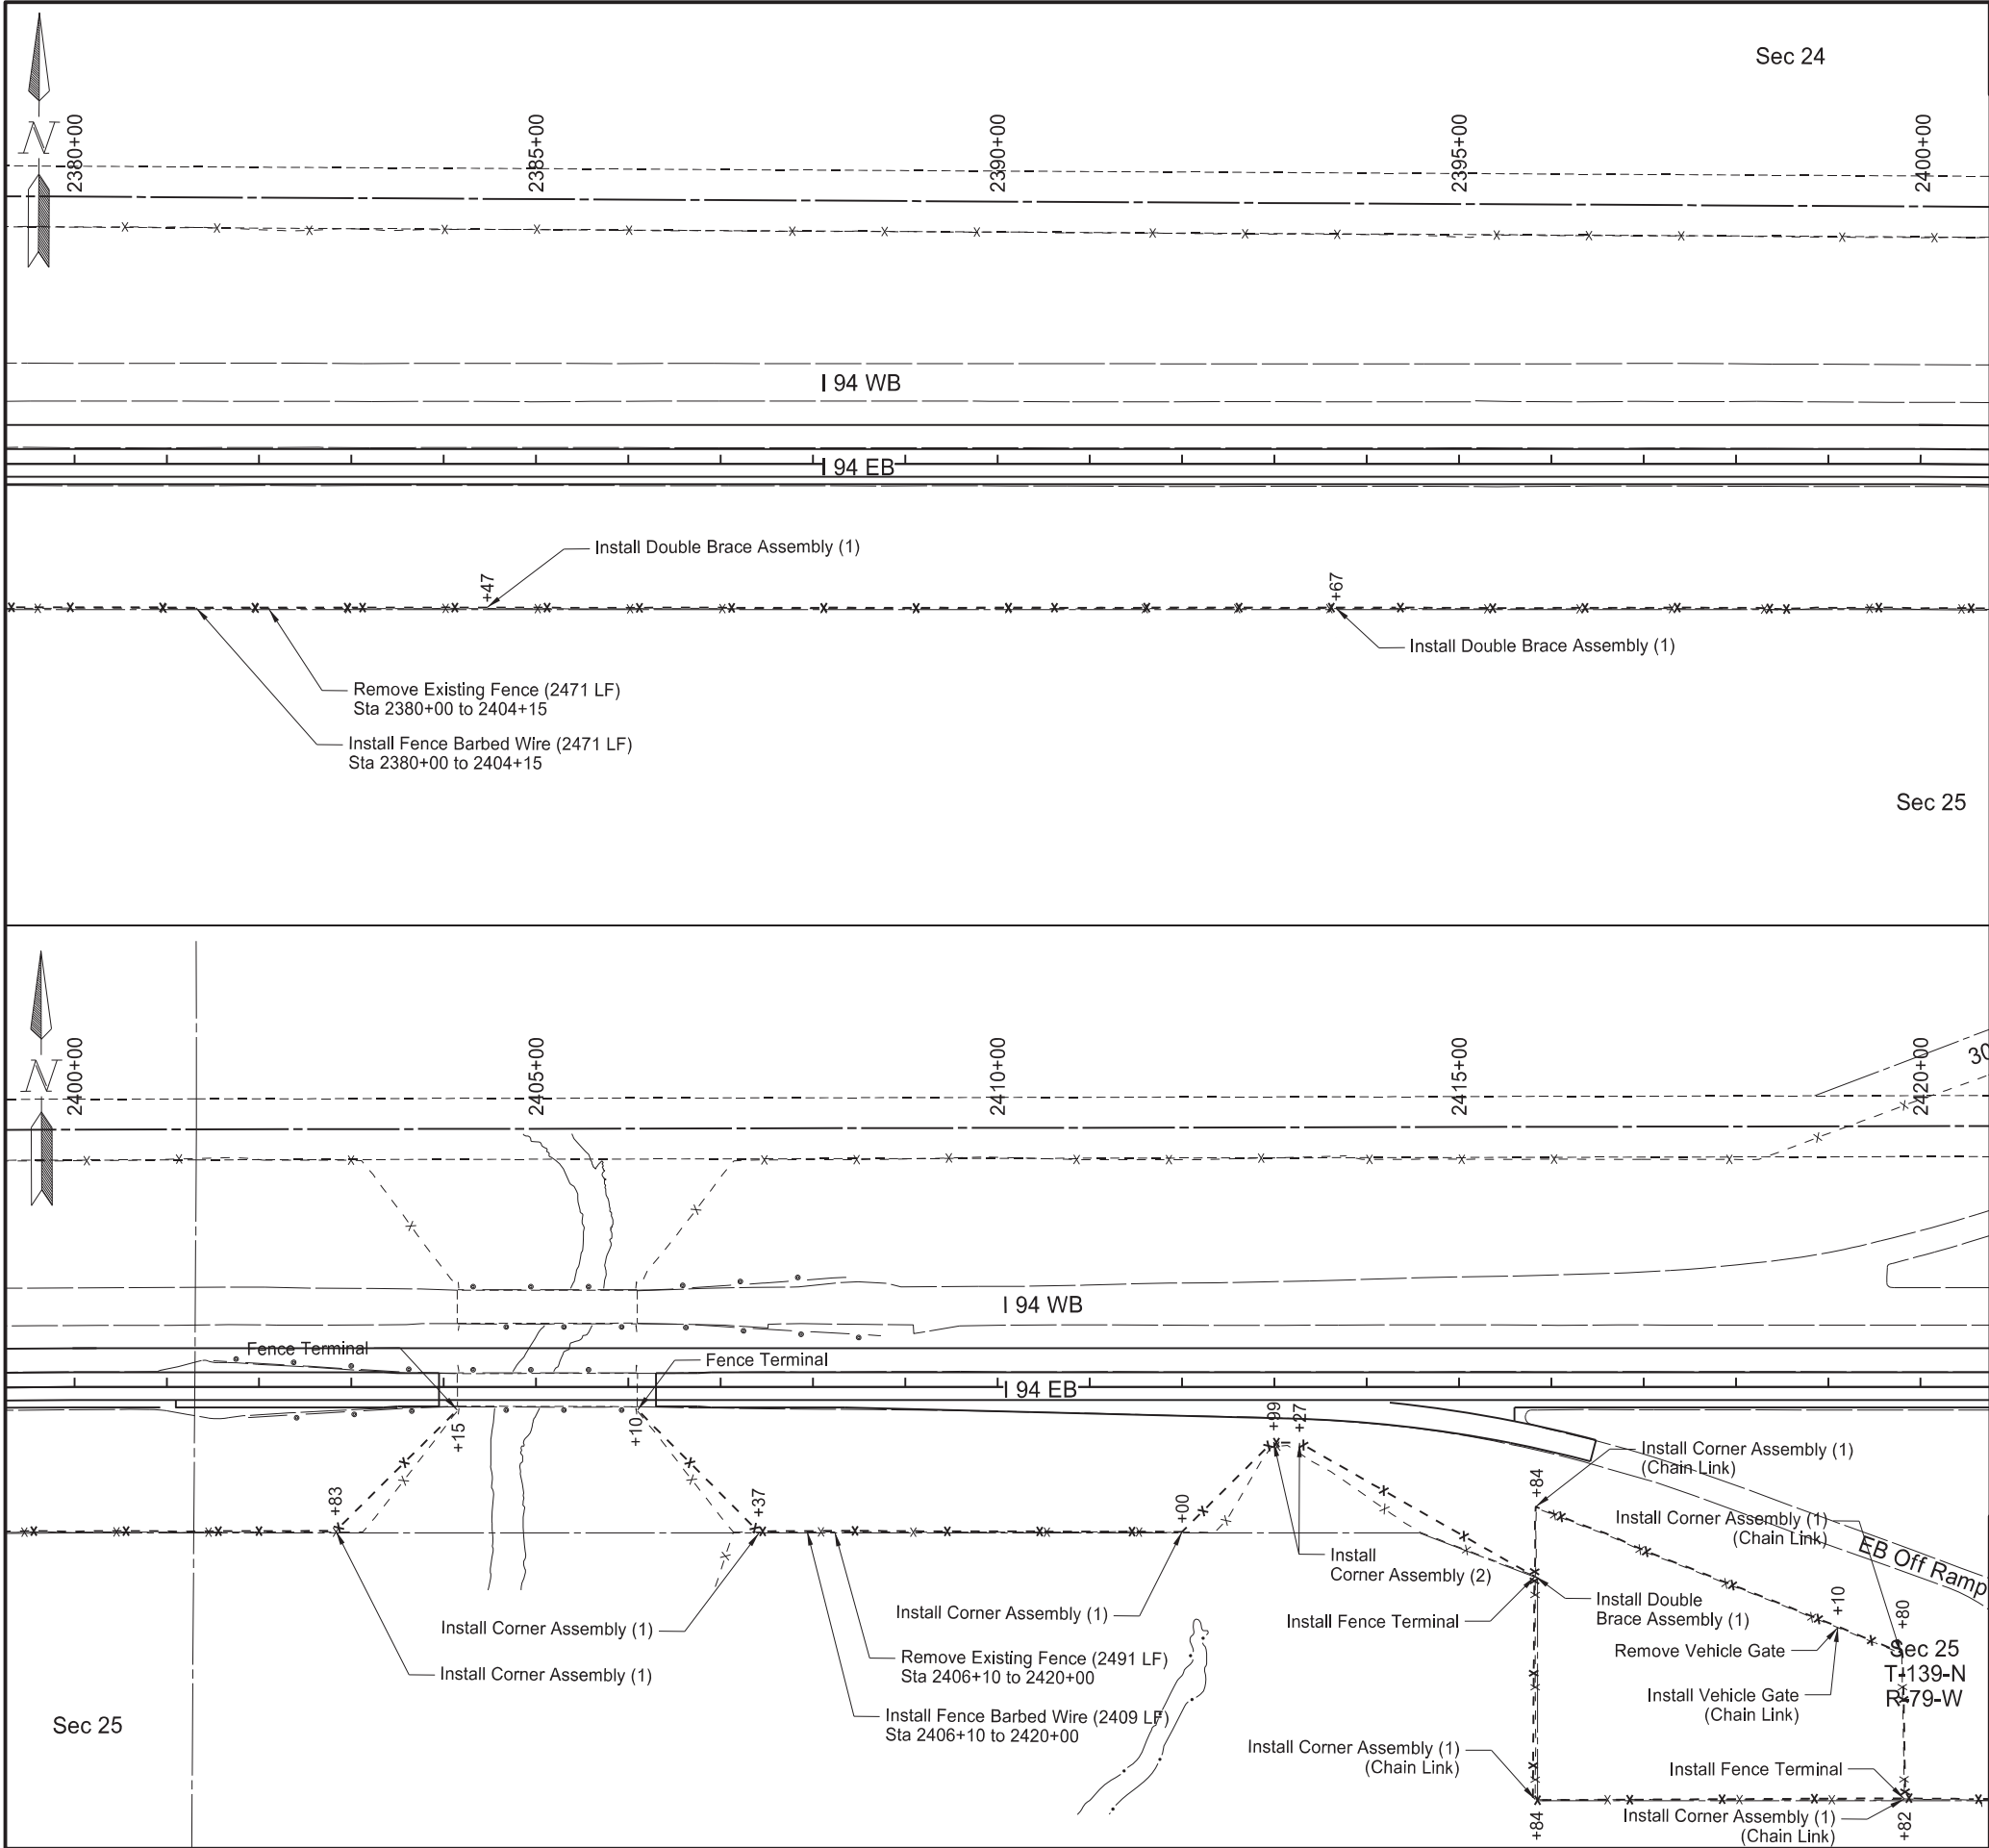 Sec 24
N
2380+00
2385+00
2390+00
2395+00
2400+00
I 94 WB
I 94 EB
Install Double Brace Assembly (1)
+47
+67
Install Double Brace Assembly (1)
Remove Existing Fence (2471 LF)
Sta 2380+00 to 2404+15
Install Fence Barbed Wire (2471 LF)
Sta 2380+00 to 2404+15
Sec 25
N
2400+00
2405+00
2410+00
2415+00
2420+00
30
I 94 WB
Fence Terminal
Fence Terminal
I 94 EB
+15
+10
+99
+27
+83
+37
+00
+84
Install Corner Assembly (1)
(Chain Link)
Install Corner Assembly (1)
(Chain Link)
EB Off Ramp
Install
Corner Assembly (2)
Install Corner Assembly (1)
Install Corner Assembly (1)
Install Corner Assembly (1)
Install Fence Terminal
Install Double
Brace Assembly (1)
+10
+80
Remove Existing Fence (2491 LF)
Sta 2406+10 to 2420+00
Remove Vehicle Gate
Sec 25
T-139-N
R-79-W
Install Vehicle Gate
(Chain Link)
Install Fence Barbed Wire (2409 LF)
Sta 2406+10 to 2420+00
Sec 25
Install Corner Assembly (1)
(Chain Link)
Install Fence Terminal
Install Corner Assembly (1)
(Chain Link)
+84
+82